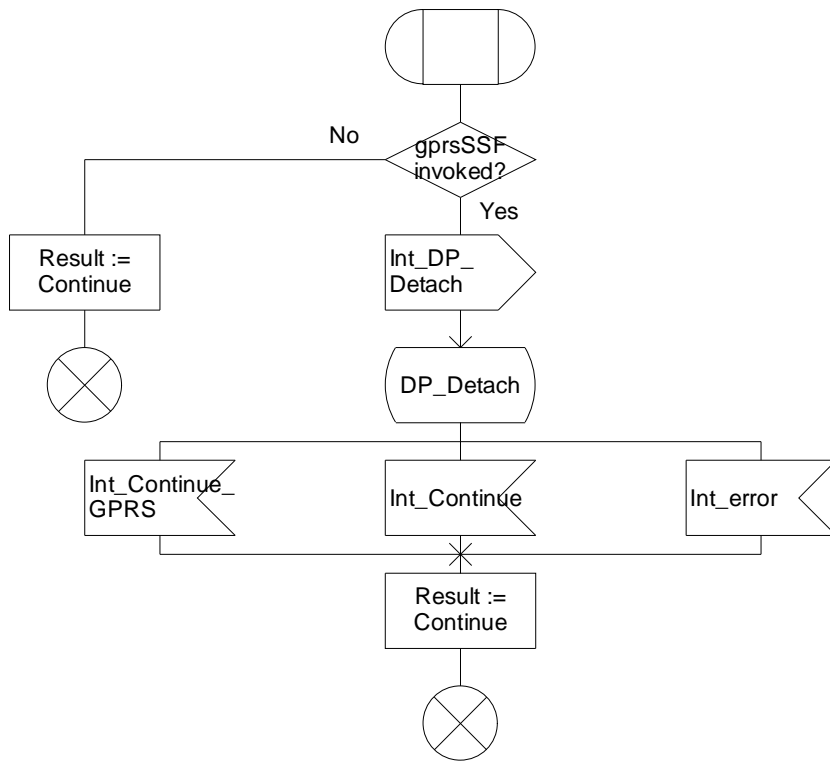 gprsSSF
invoked?
No
Yes
Result :=
Continue
Int_DP_
Detach
DP_Detach
Int_Continue_
GPRS
Int_Continue
Int_error
Result :=
Continue